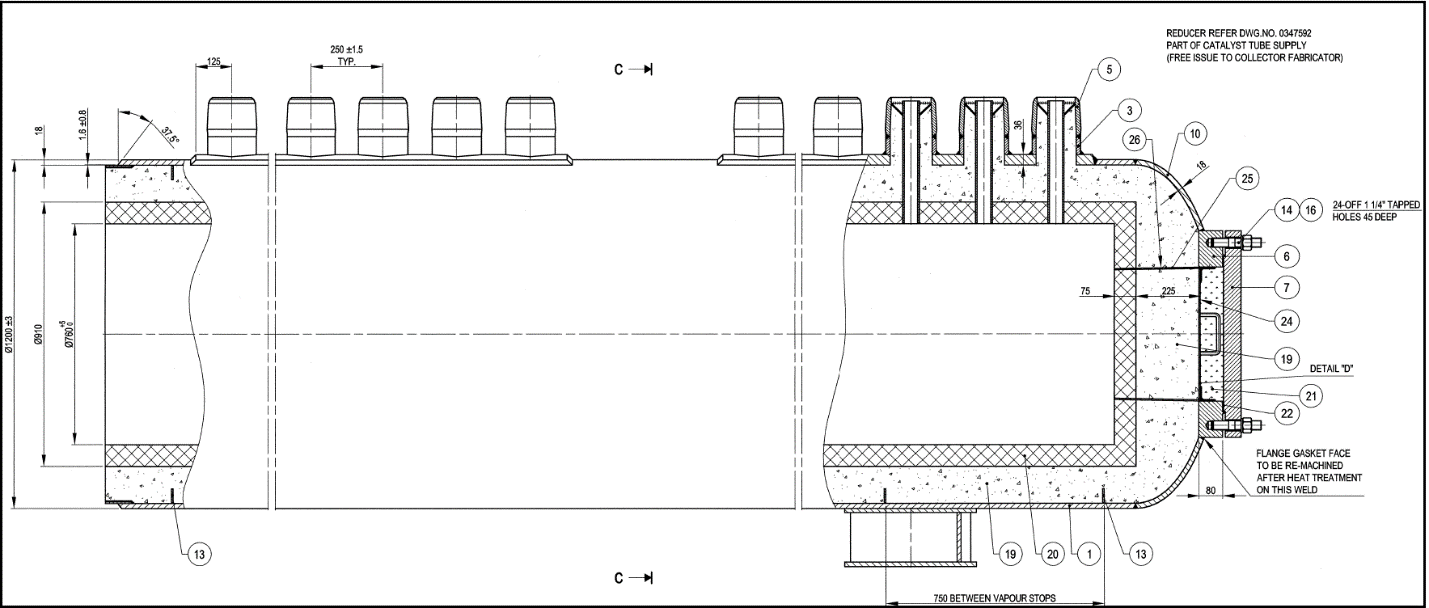 REDUCER REFER DWG.NO. 0347592
PART OF CATALYST TUBE SUPPLY
(FREE ISSUE TO COLLECTOR FABRICATOR)
250 ±1.5
TYP.
125
C
5
3
18
1.6 ±0.8
37.5°
36
26
10
18
25
14
16
24-OFF 1 1/4" TAPPED
HOLES 45 DEEP
6
7
75
225
24
Ø1200 ±3
Ø910
Ø760 +5 0
19
DETAIL "D"
21
22
FLANGE GASKET FACE
TO BE RE-MACHINED
AFTER HEAT TREATMENT
ON THIS WELD
80
13
19
20
1
13
C
750 BETWEEN VAPOUR STOPS